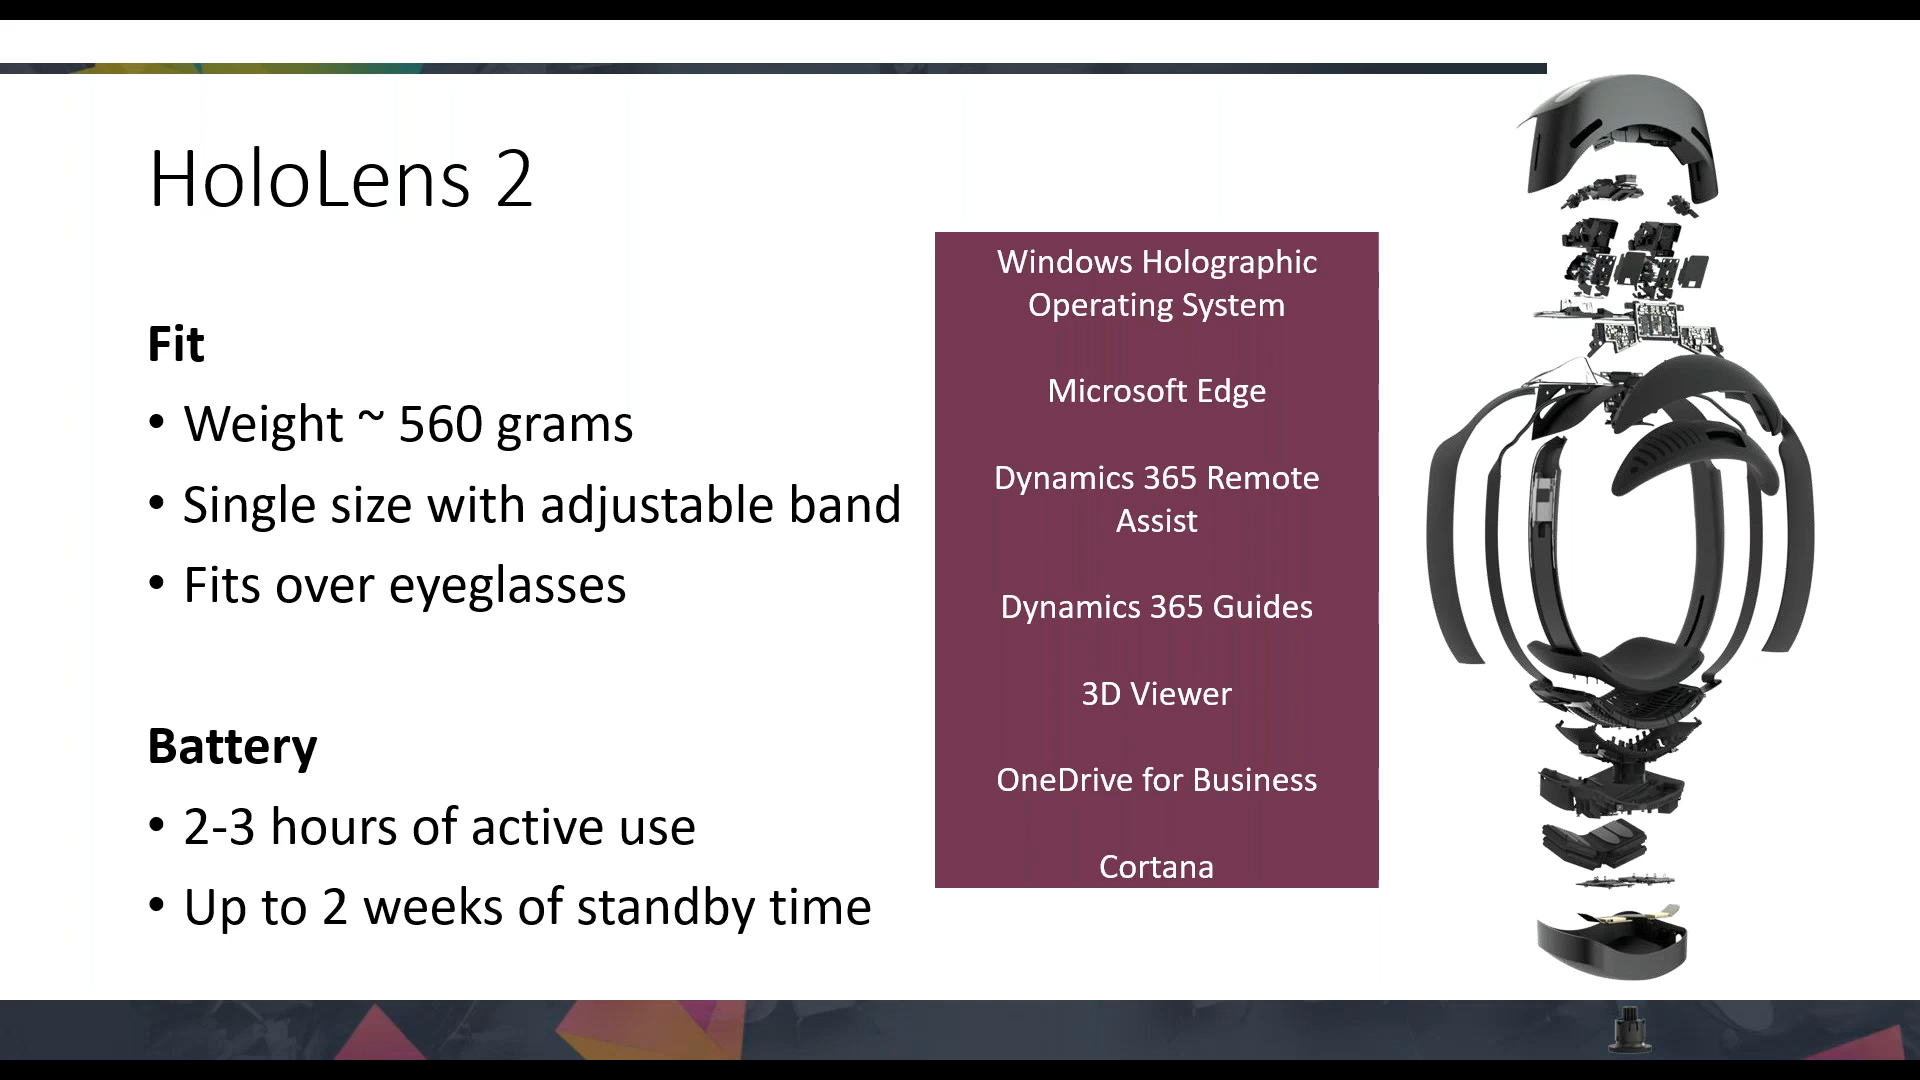 HoloLens 2
Fit
• Weight ~ 560 grams
• Single size with adjustable band
• Fits over eyeglasses
Battery
• 2-3 hours of active use
• Up to 2 weeks of standby time
Windows Holographic
Operating System
Microsoft Edge
Dynamics 365 Remote
Assist
Dynamics 365 Guides
3D Viewer
OneDrive for Business
Cortana